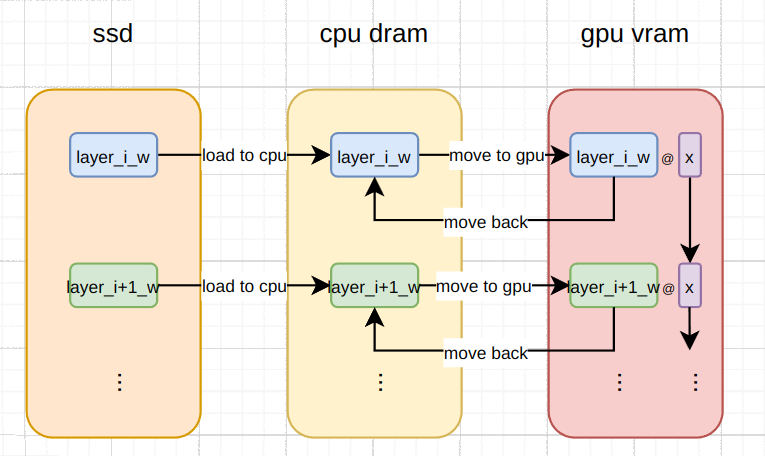 ssd
cpu dram
gpu vram
layer_i_w
load to cpu
layer_i_w
move to gpu
layer_i_w
@
x
move back
layer_i+1_w
load to cpu
layer_i+1_w
move to gpu
layer_i+1_w
@
x
move back
...
...
...
...